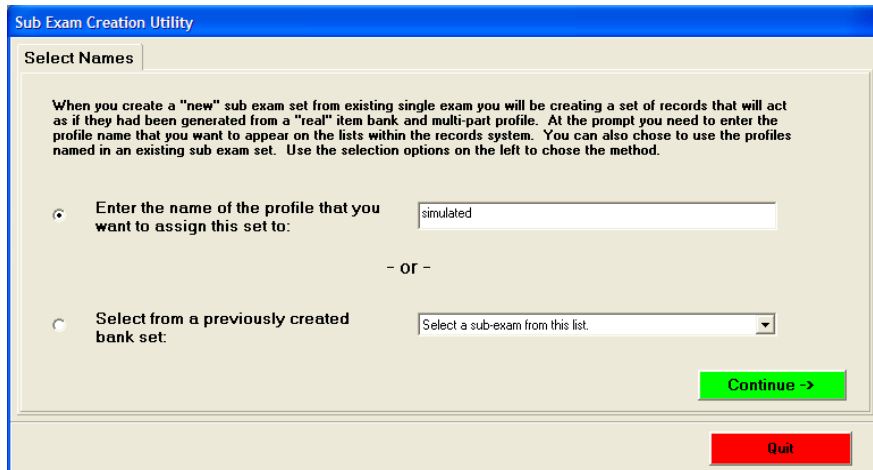 Sub Exam Creation Utility
Select Names
When you create a "new" sub exam set from existing single exam you will be creating a set of records that will act
as if they had been generated from a "real" item bank and multi-part profile. At the prompt you need to enter the
profile name that you want to appear on the lists within the records system. You can also chose to use the profiles
named in an existing sub exam set. Use the selection options on the left to chose the method.
Enter the name of the profile that you
want to assign this set to:
simulated
- or -
Select from a previously created
bank set:
Select a sub-exam from this list.
Continue ->
Quit